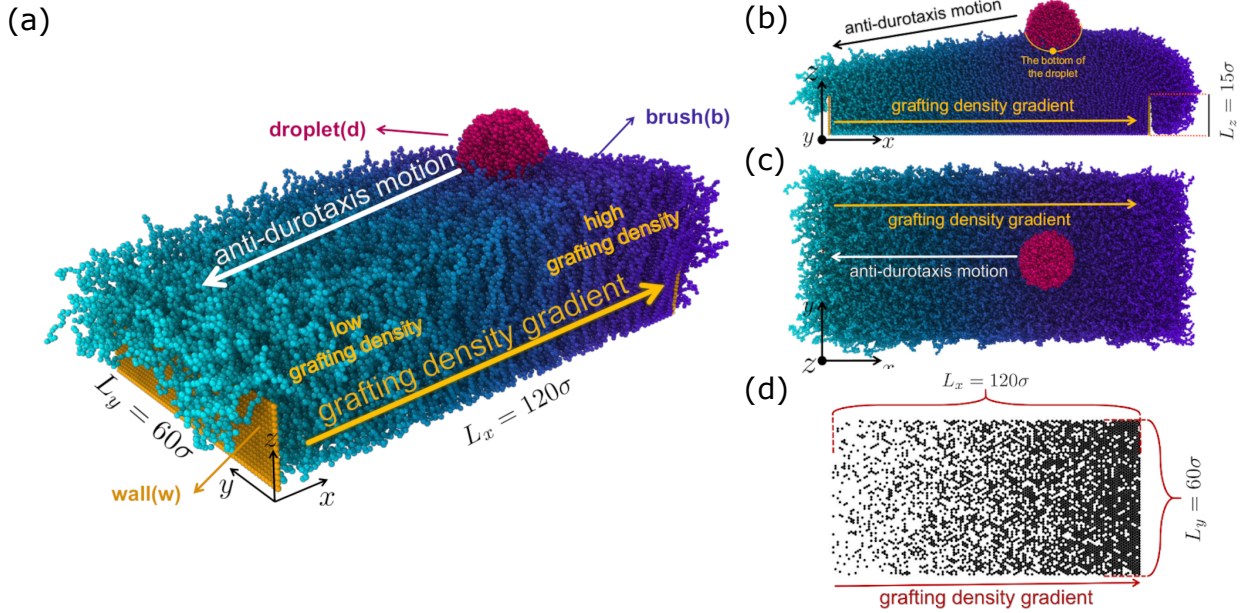 (a)
droplet(d)
brush(b)
anti-durotaxis motion
high
grafting density
low
grafting density
grafting density gradient
L_y = 60σ
L_x = 120σ
wall(w)
z
y
x
(b)
anti-durotaxis motion
The bottom of
the droplet
grafting density gradient
z
y
x
L_z = 15σ
(c)
grafting density gradient
anti-durotaxis motion
y
z
(d)
L_x = 120σ
L_y = 60σ
grafting density gradient